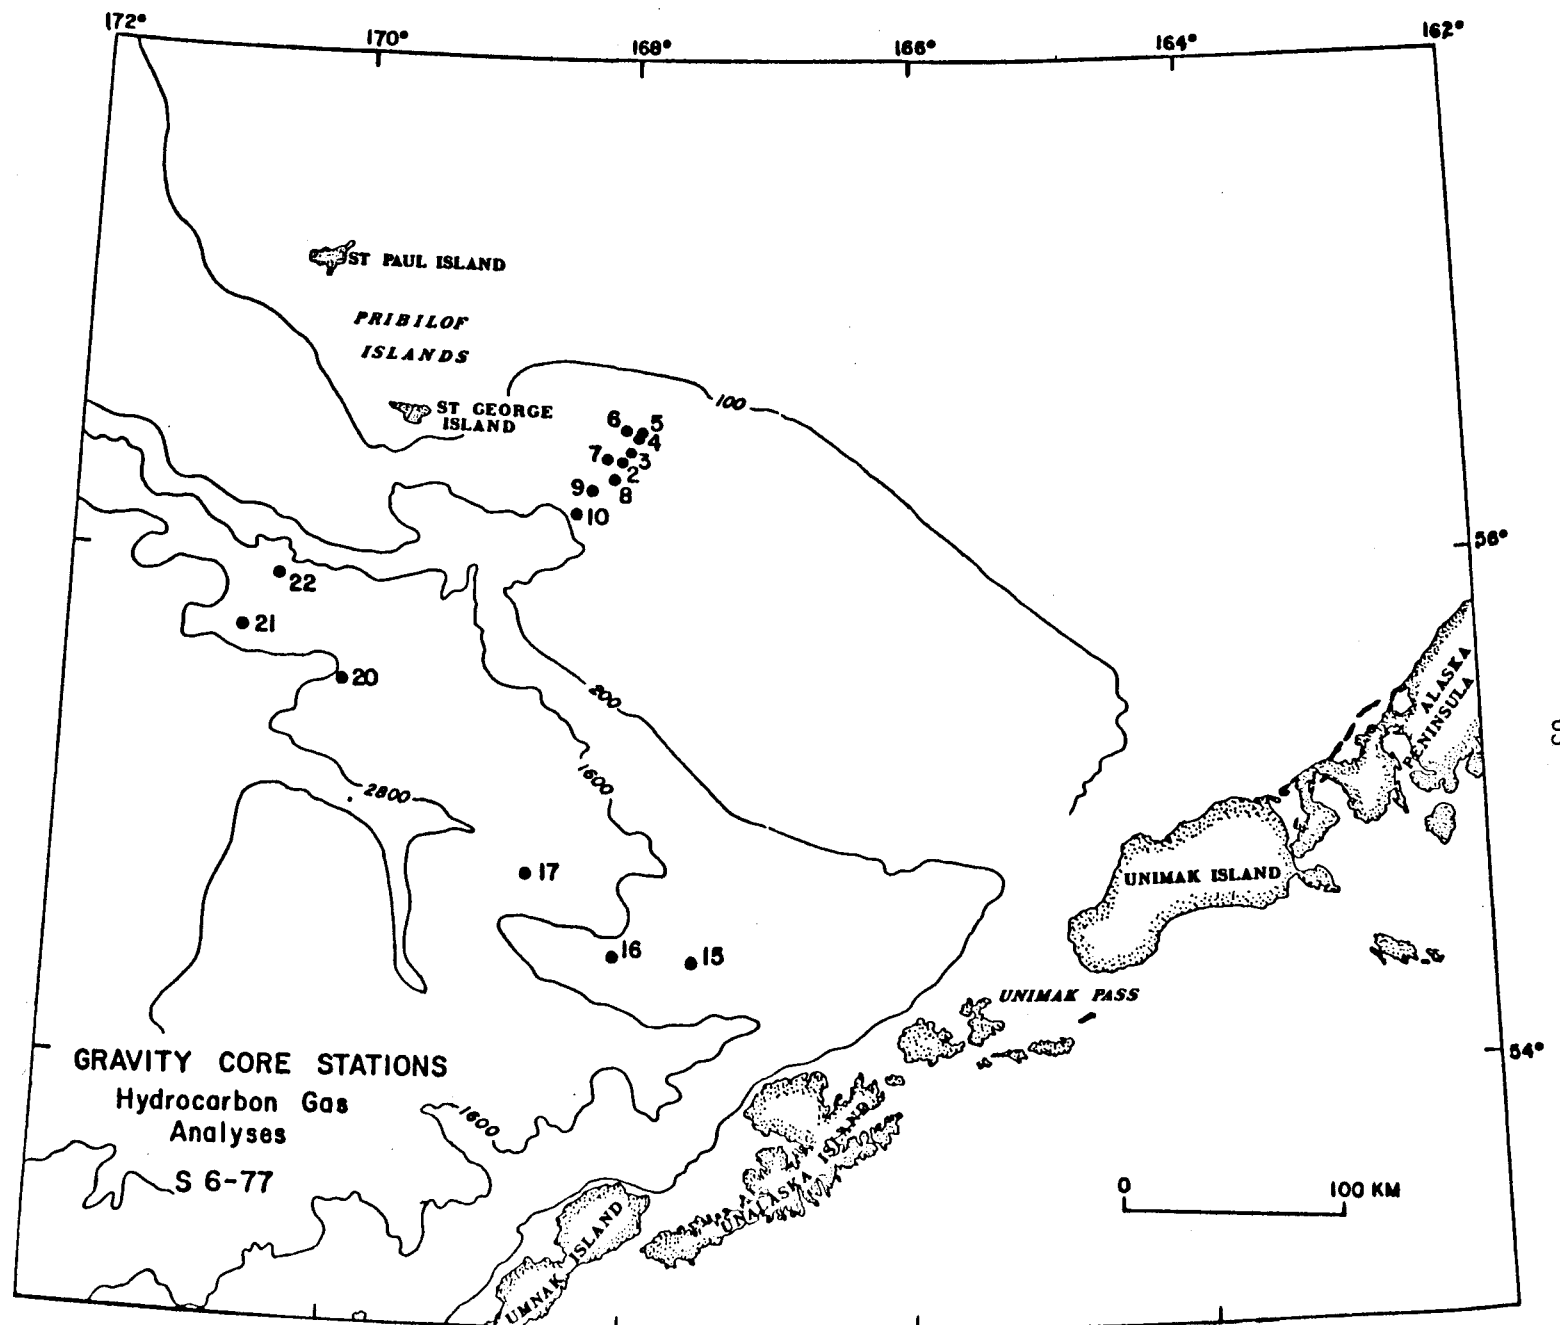 172°
170°
168°
166°
164°
162°
ST PAUL ISLAND
PRIBILOF
ISLANDS
ST GEORGE
ISLAND
100
6
5
4
7
3
2
9
8
10
56°
22
21
20
200
ALASKA
PENINSULA
1600
2800
17
UNIMAK ISLAND
16
15
UNIMAK PASS
54°
GRAVITY CORE STATIONS
Hydrocarbon Gas
Analyses
S 6-77
1600
UNALASKA ISLAND
UMNAK ISLAND
0
100 KM